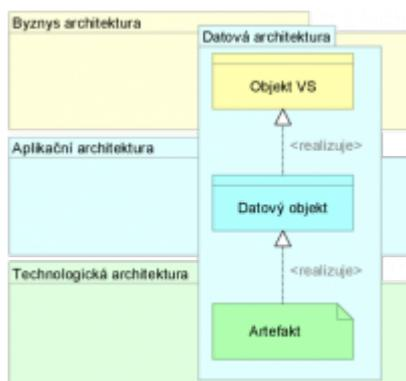 Byznys architektura
Datová architektura
Objekt VS
<realizuje>
Aplikační architektura
Datový objekt
<realizuje>
Technologická architektura
Artefakt